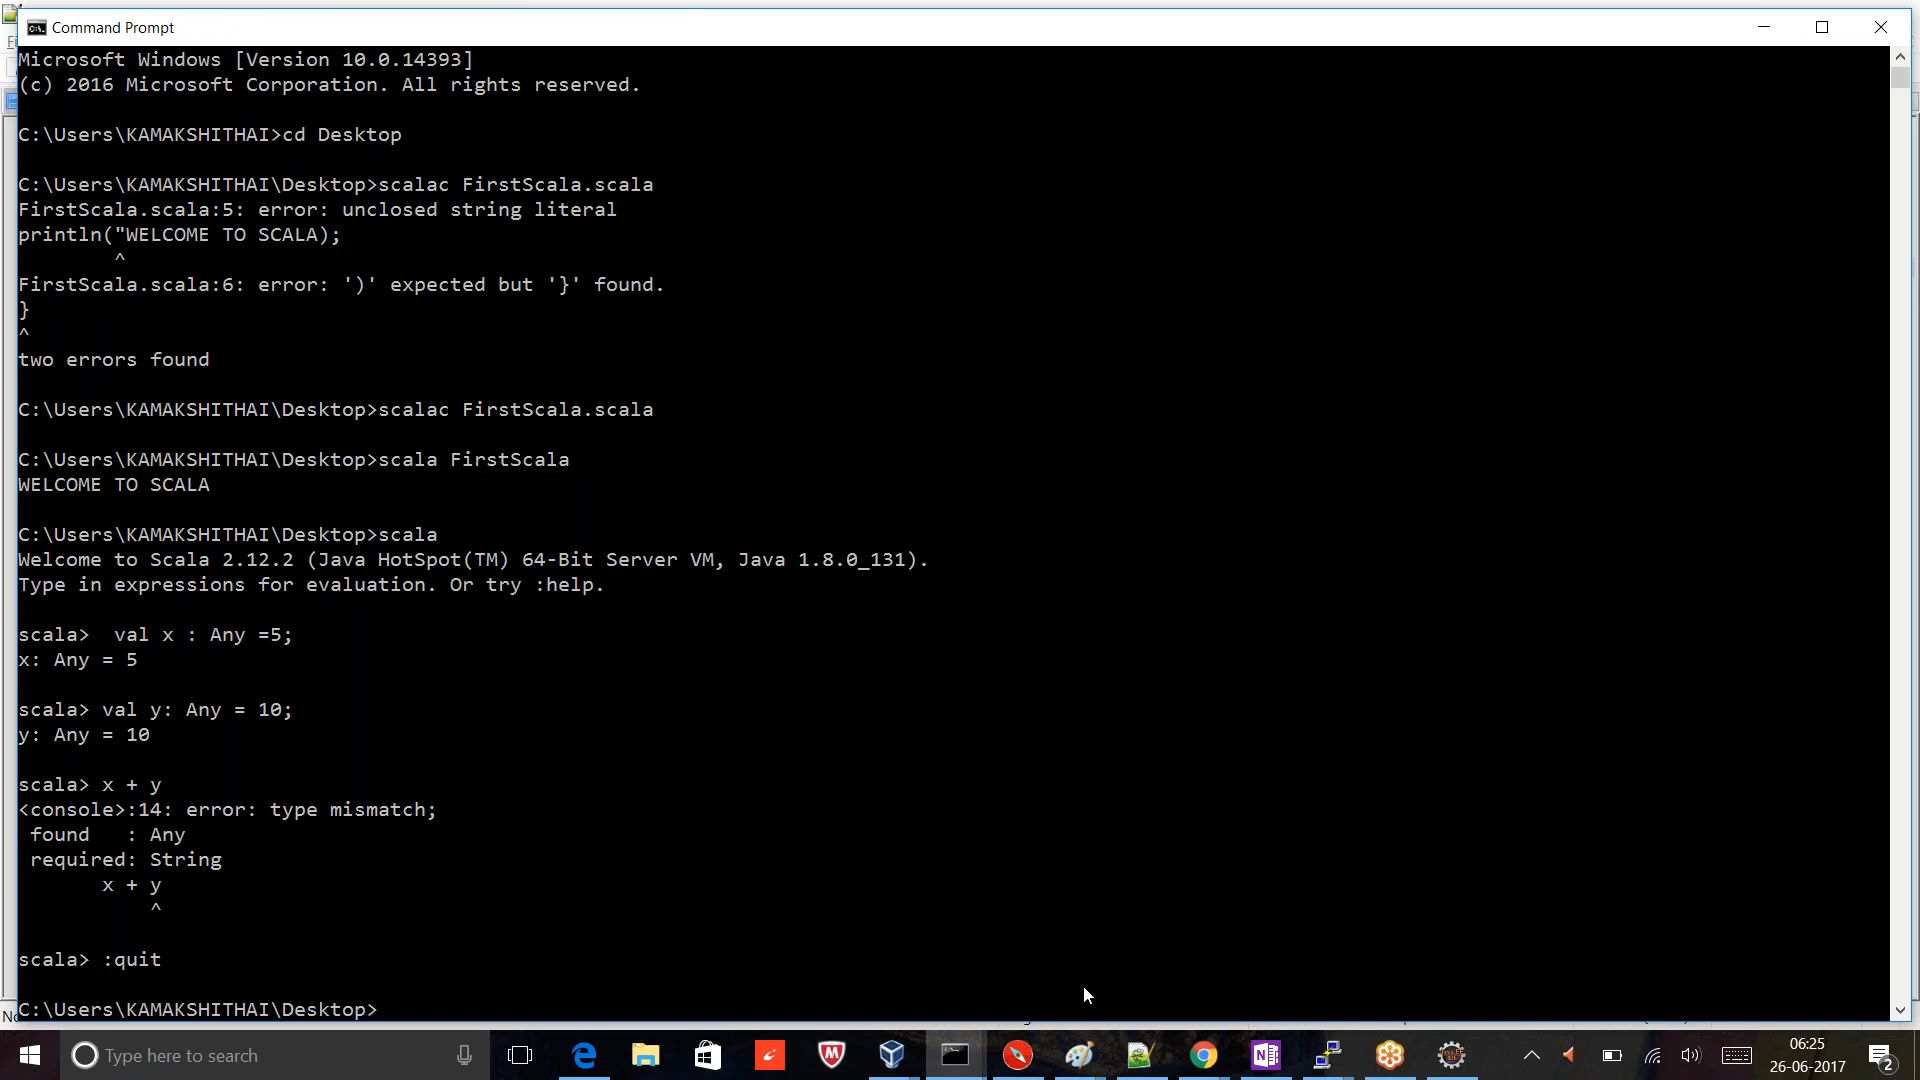 Command Prompt
Microsoft Windows [Version 10.0.14393]
(c) 2016 Microsoft Corporation. All rights reserved.
C:\Users\KAMAKSHITHAI>cd Desktop
C:\Users\KAMAKSHITHAI\Desktop>scalac FirstScala.scala
FirstScala.scala:5: error: unclosed string literal
println("WELCOME TO SCALA);
^
FirstScala.scala:6: error: ')' expected but '}' found.
}
^
two errors found
C:\Users\KAMAKSHITHAI\Desktop>scalac FirstScala.scala
C:\Users\KAMAKSHITHAI\Desktop>scala FirstScala
WELCOME TO SCALA
C:\Users\KAMAKSHITHAI\Desktop>scala
Welcome to Scala 2.12.2 (Java HotSpot(TM) 64-Bit Server VM, Java 1.8.0_131).
Type in expressions for evaluation. Or try :help.
scala>  val x : Any =5;
x: Any = 5
scala> val y: Any = 10;
y: Any = 10
scala> x + y
<console>:14: error: type mismatch;
found   : Any
required: String
x + y
^
scala> :quit
C:\Users\KAMAKSHITHAI\Desktop>
Type here to search
06:25
26-06-2017
2